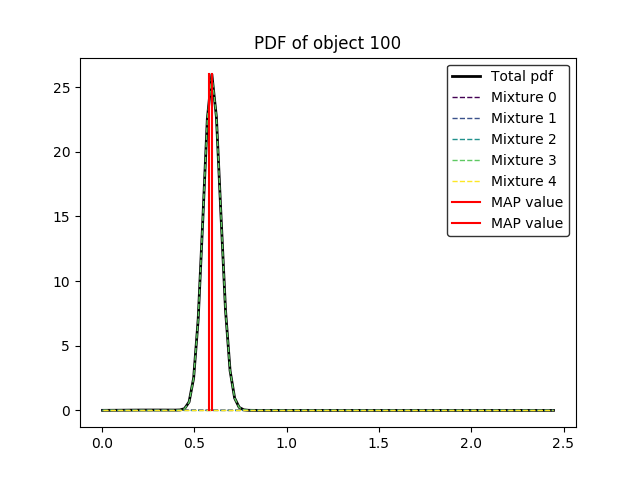 PDF of object 100
Total pdf
Mixture 0
Mixture 1
Mixture 2
Mixture 3
Mixture 4
MAP value
MAP value
25
20
15
10
5
0
0.0 0.5 1.0 1.5 2.0 2.5